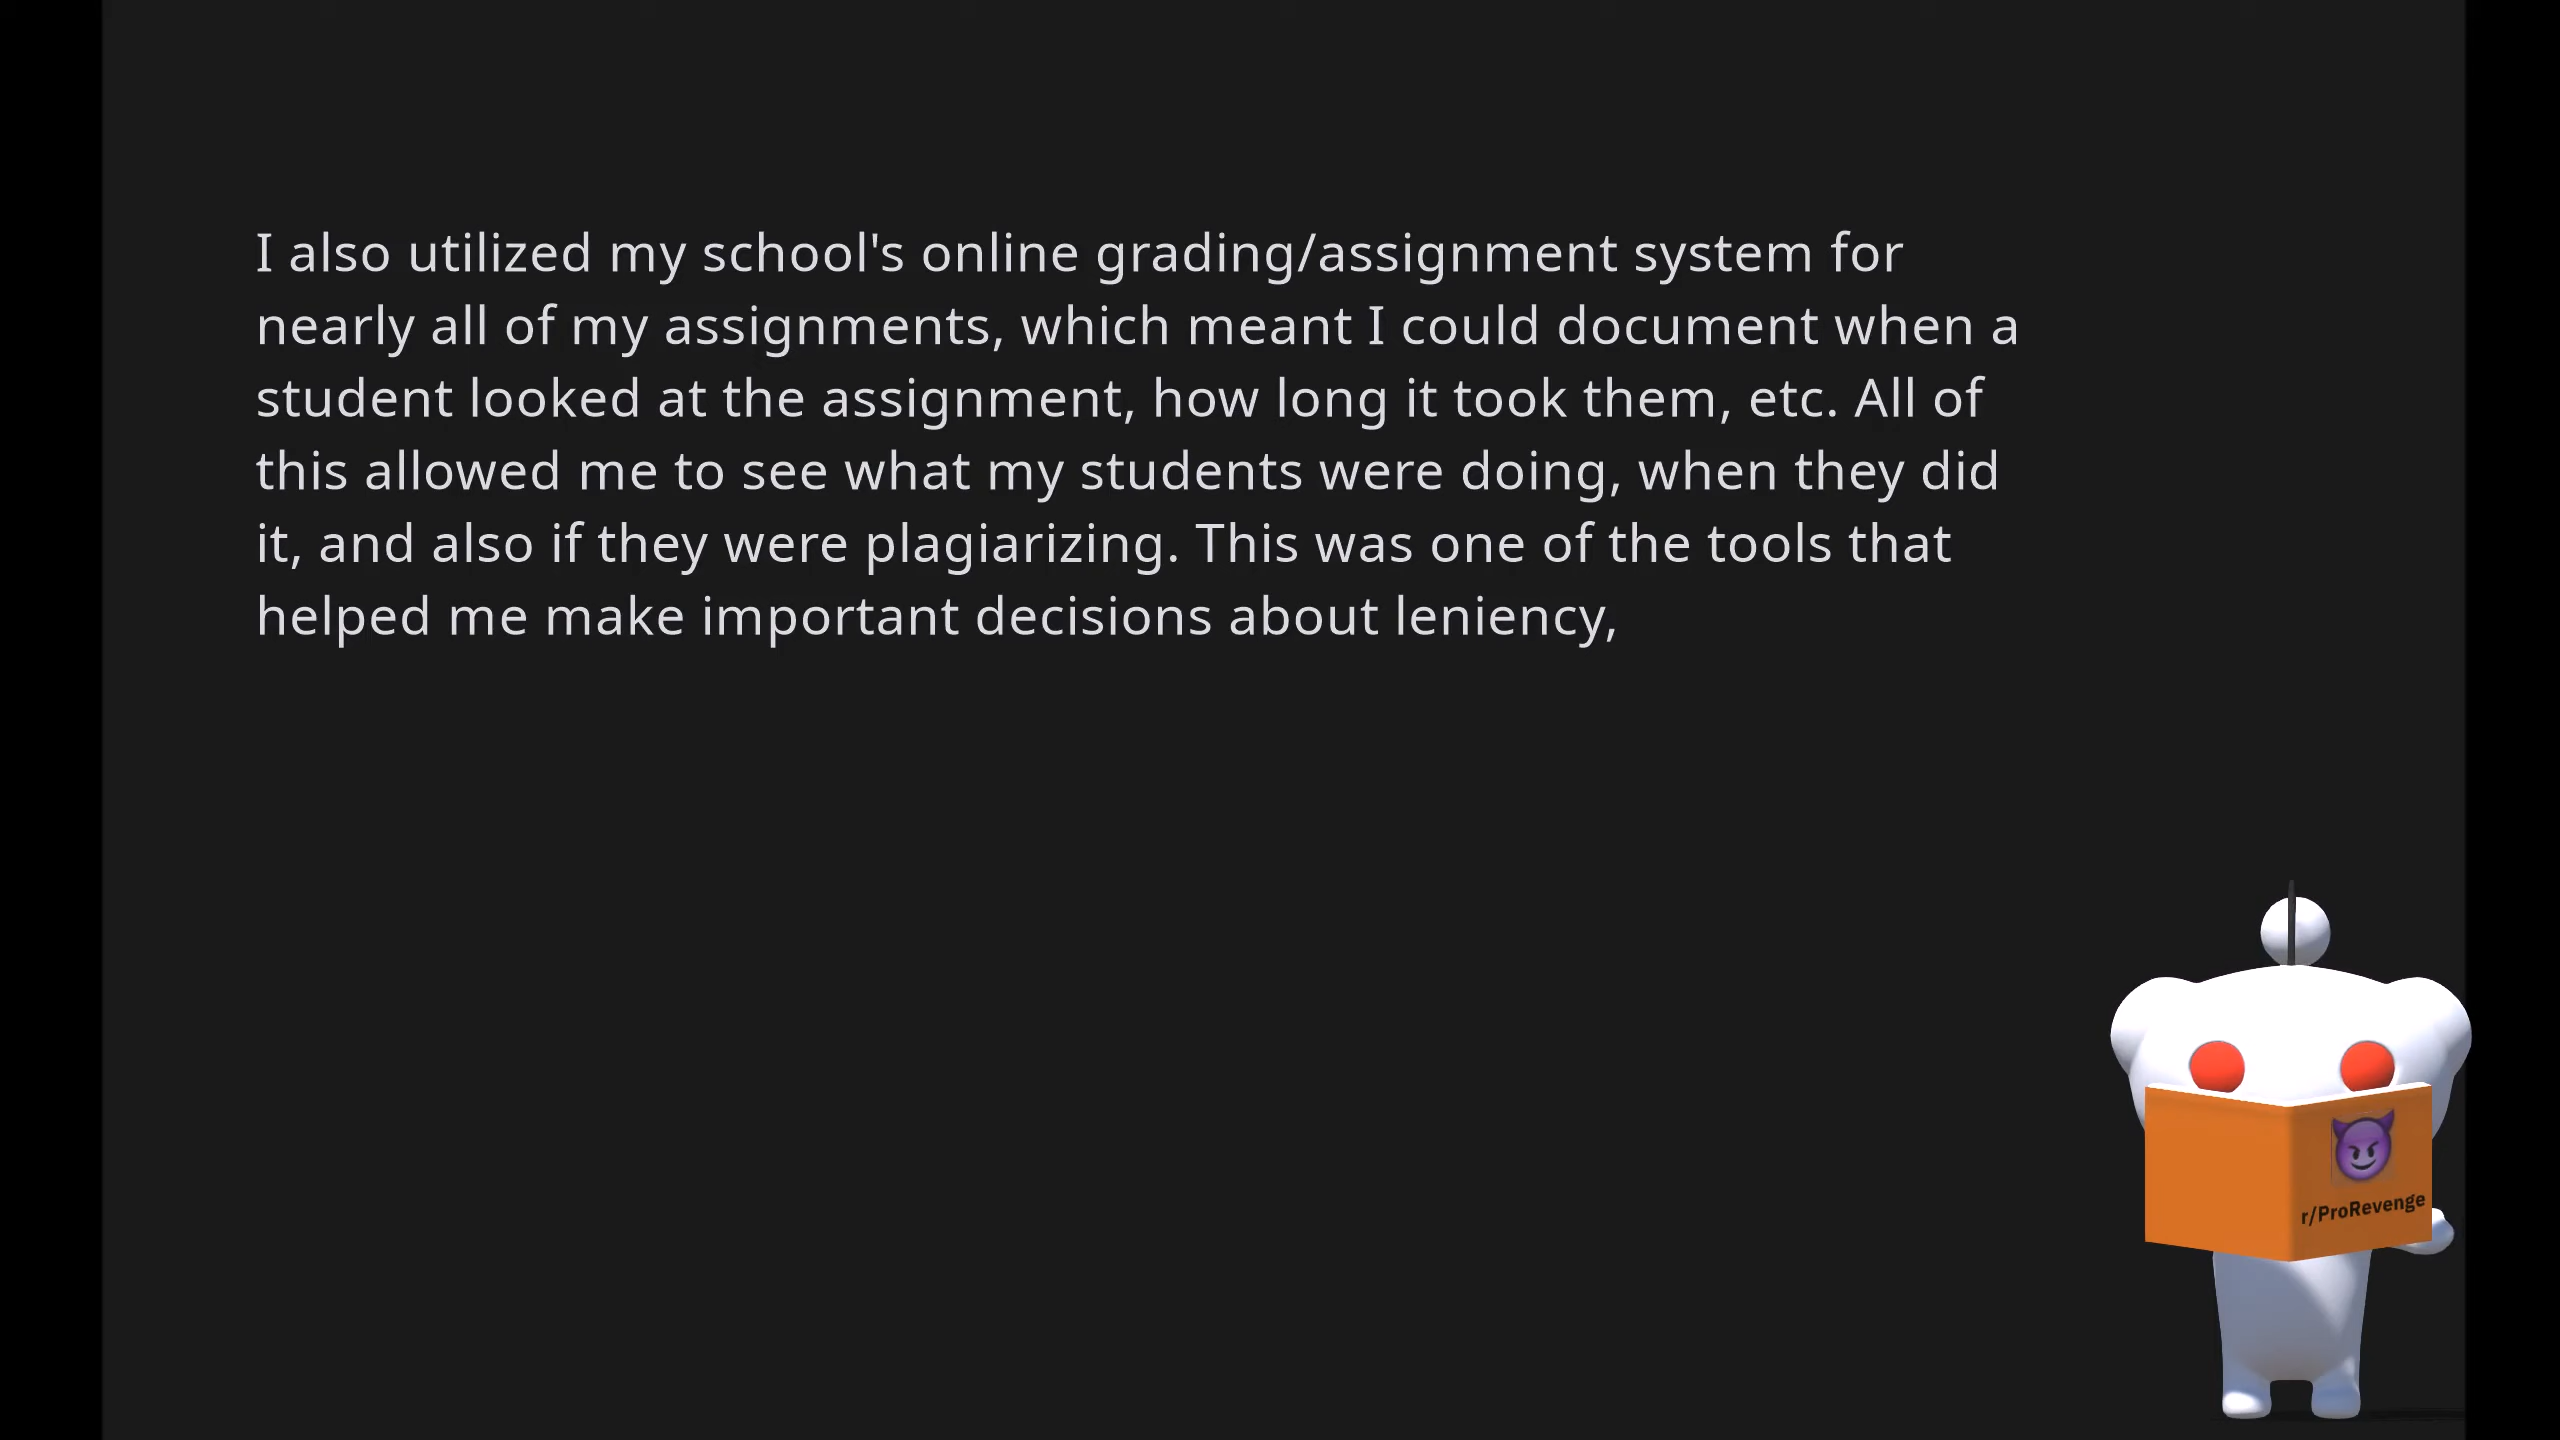 I also utilized my school's online grading/assignment system for
nearly all of my assignments, which meant I could document when a
student looked at the assignment, how long it took them, etc. All of
this allowed me to see what my students were doing, when they did
it, and also if they were plagiarizing. This was one of the tools that
helped me make important decisions about leniency,
r/ProRevenge